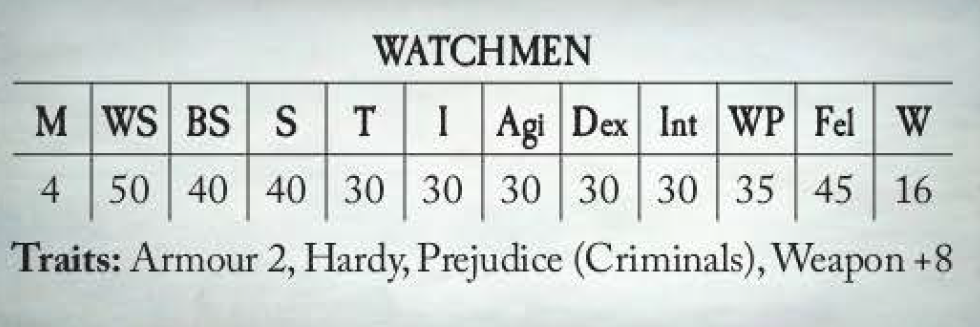 WATCHMEN
M WS BS S T I Agi Dex Int WP Fel W
4 50 40 40 30 30 30 30 30 35 45 16
Traits: Armour 2, Hardy, Prejudice (Criminals), Weapon +8